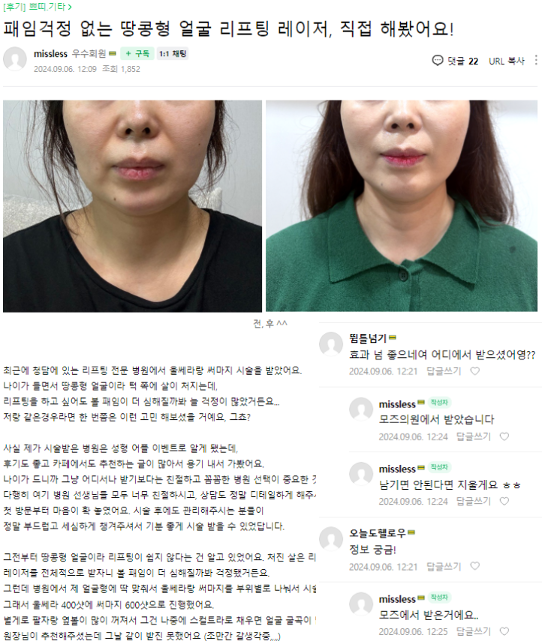 [후기] 쁘띠 기타 >
패임걱정 없는 땅콩형 얼굴 리프팅 레이저, 직접 해봤어요!
missless 우수회원 + 구독 1:1 채팅
2024.09.06. 12:09 조회 1,852
댓글 22 URL 복사
전, 후 ^^
최근에 청담에 있는 리프팅 전문 병원에서 울쎄라랑 써마지 시술을 받았어요.
나이가 들면서 땅콩형 얼굴이라 턱 쪽에 살이 처지는데,
리프팅을 하고 싶어도 볼 패임이 더 심해질까봐 늘 걱정이 많았거든요...
저랑 같은경우라면 한 번쯤은 이런 고민 해보셨을 거예요, 그죠?
사실 제가 시술받은 병원은 성형 어플 이벤트로 알게 됐는데,
후기도 좋고 카페에서도 추천하는 글이 많아서 용기 내서 가봤어요.
나이가 드니까 그냥 어디서나 받기보다는 친절하고 꼼꼼한 병원 선택이 중요한 것
다행히 여기 병원 선생님들 모두 너무 친절하시고, 상담도 정말 디테일하게 해주시
첫 방문부터 마음이 확 놓였어요. 시술 후에도 관리해주시는 분들이
정말 부드럽고 세심하게 챙겨주셔서 기분 좋게 시술 받을 수 있었답니다.
그전부터 땅콩형 얼굴이라 리프팅이 쉽지 않다는 건 알고 있었어요. 처진 살은 리
레이저를 전체적으로 받자니 볼 패임이 더 심해질까봐 걱정했거든요.
그런데 병원에서 제 얼굴형에 딱 맞춰서 울쎄라랑 써마지를 부위별로 나눠서 시술
그래서 울쎄라 400샷에 써마지 600샷으로 진행했어요.
별게로 팔자랑 옆볼이 많이 꺼져서 그건 나중에 스컬트라로 채우면 얼굴 굴곡이
원장님이 추천해주셨는데 그날 같이 받진 못했어요 (조만간 갈생각중,,,)
뜀틀넘기
효과 넘 좋으네여 어디에서 받으셨어영??
2024.09.06. 12:21 답글쓰기
missless 작성자
모즈의원에서 받았습니다
2024.09.06. 12:24 답글쓰기
missless 작성자
남기면 안된다면 지울게요 ㅎㅎ
2024.09.06. 12:24 답글쓰기
오늘도헬로우
정보 궁금!
2024.09.06. 12:21 답글쓰기
missless 작성자
모즈에서 받은거에요..
2024.09.06. 12:25 답글쓰기